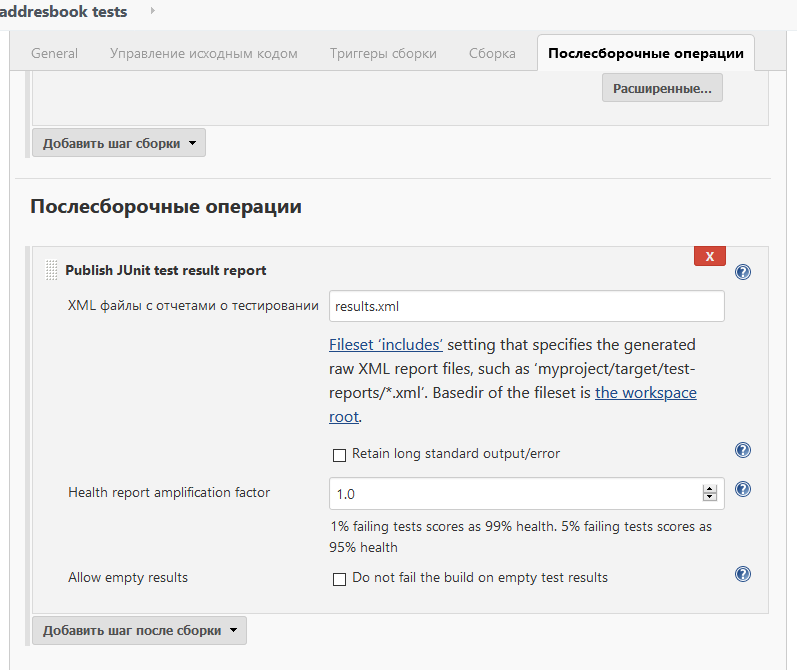 addresbook tests
General Управление исходным кодом Триггеры сборки Сборка Послесборочные операции
Расширенные...
Добавить шаг сборки
Послесборочные операции
X
Publish JUnit test result report
XML файлы с отчетами о тестировании results.xml
Fileset ‘includes’ setting that specifies the generated
raw XML report files, such as ‘myproject/target/test-
reports/*.xml’. Basedir of the fileset is the workspace
root.
Retain long standard output/error
Health report amplification factor 1.0
1% failing tests scores as 99% health. 5% failing tests scores as
95% health
Allow empty results Do not fail the build on empty test results
Добавить шаг после сборки